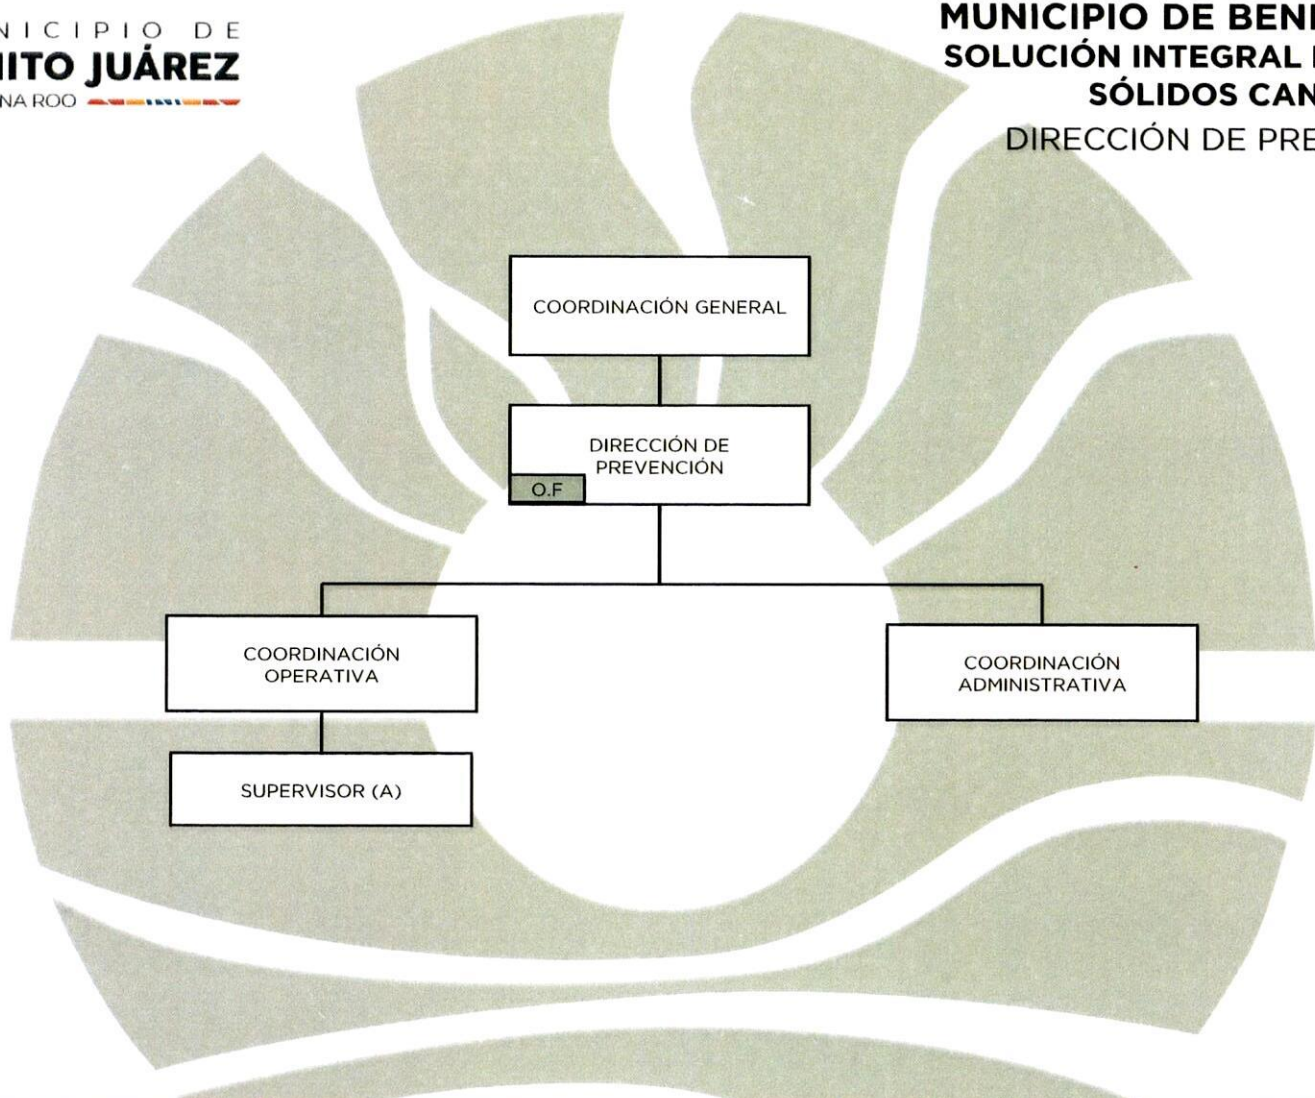 NICIPIO DE
NITO JUÁREZ
NA ROO
MUNICIPIO DE BENI
SOLUCIÓN INTEGRAL
SÓLIDOS CAN
DIRECCIÓN DE PRE
COORDINACIÓN GENERAL
DIRECCIÓN DE
PREVENCIÓN
O.F
COORDINACIÓN
OPERATIVA
COORDINACIÓN
ADMINISTRATIVA
SUPERVISOR (A)